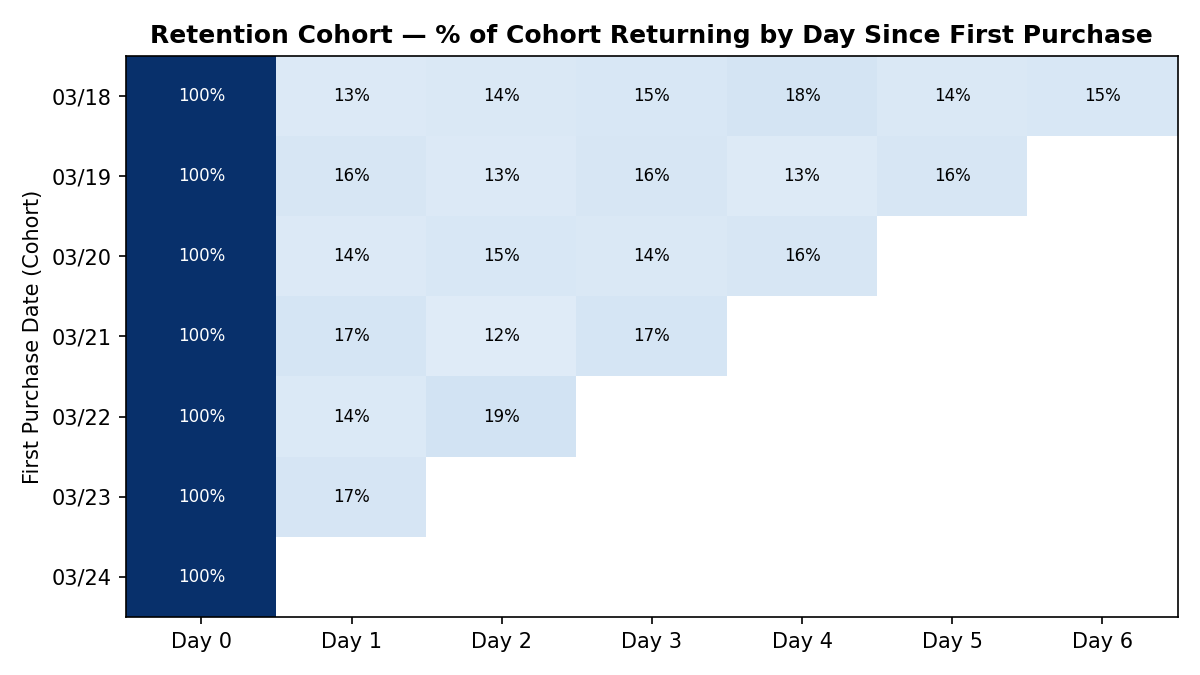 Retention Cohort — % of Cohort Returning by Day Since First Purchase
First Purchase Date (Cohort)
03/18 100% 13% 14% 15% 18% 14% 15%
03/19 100% 16% 13% 16% 13% 16%
03/20 100% 14% 15% 14% 16%
03/21 100% 17% 12% 17%
03/22 100% 14% 19%
03/23 100% 17%
03/24 100%
Day 0 Day 1 Day 2 Day 3 Day 4 Day 5 Day 6